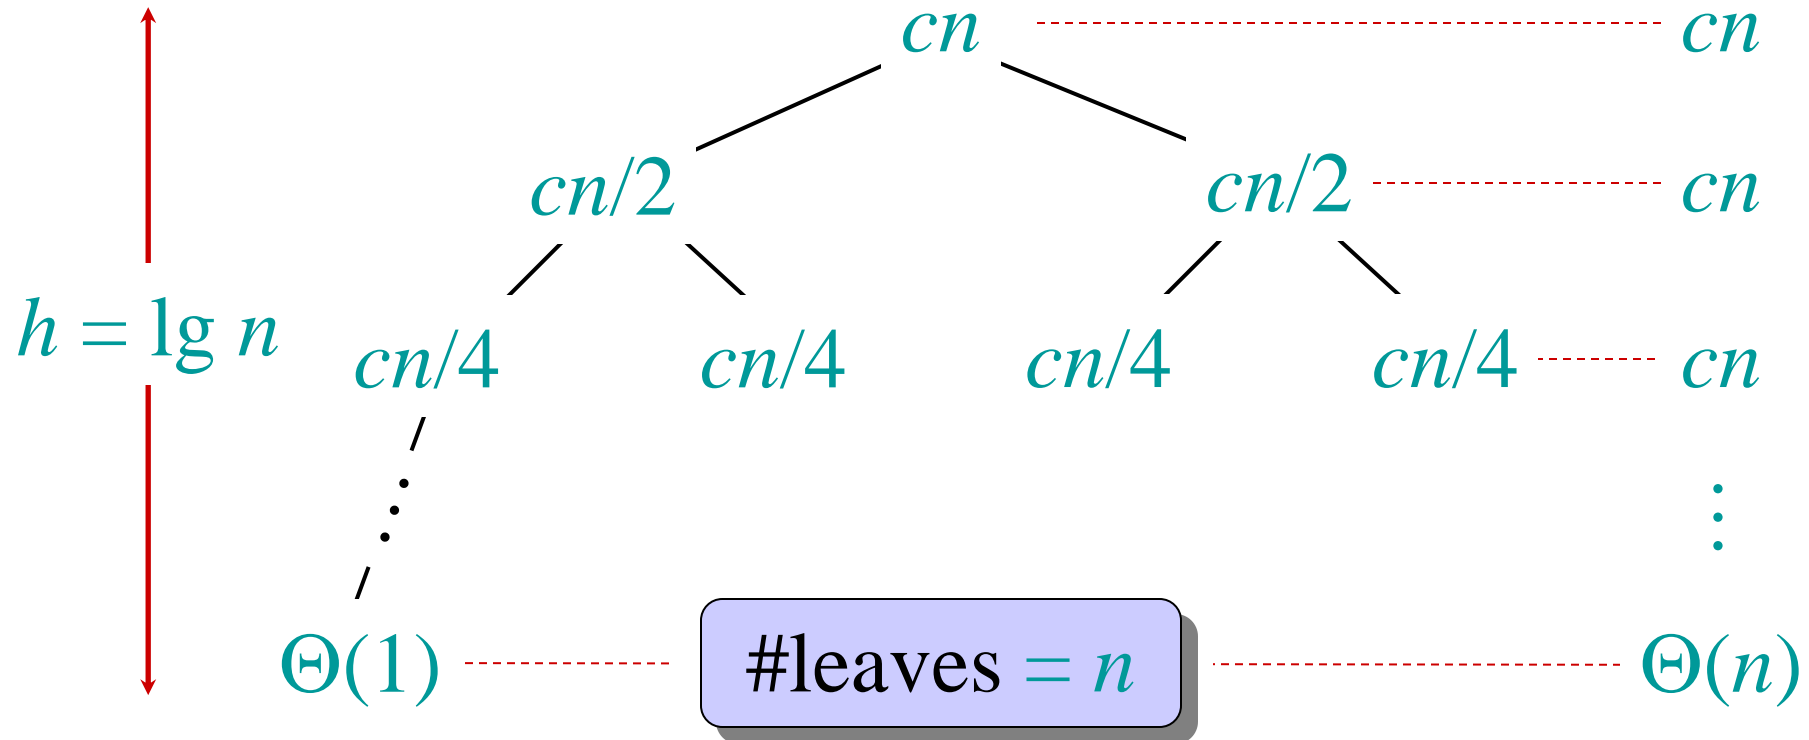 cn cn
cn/2 cn/2 cn
h = lg n
cn/4 cn/4 cn/4 cn/4 cn
Θ(1) #leaves = n Θ(n)